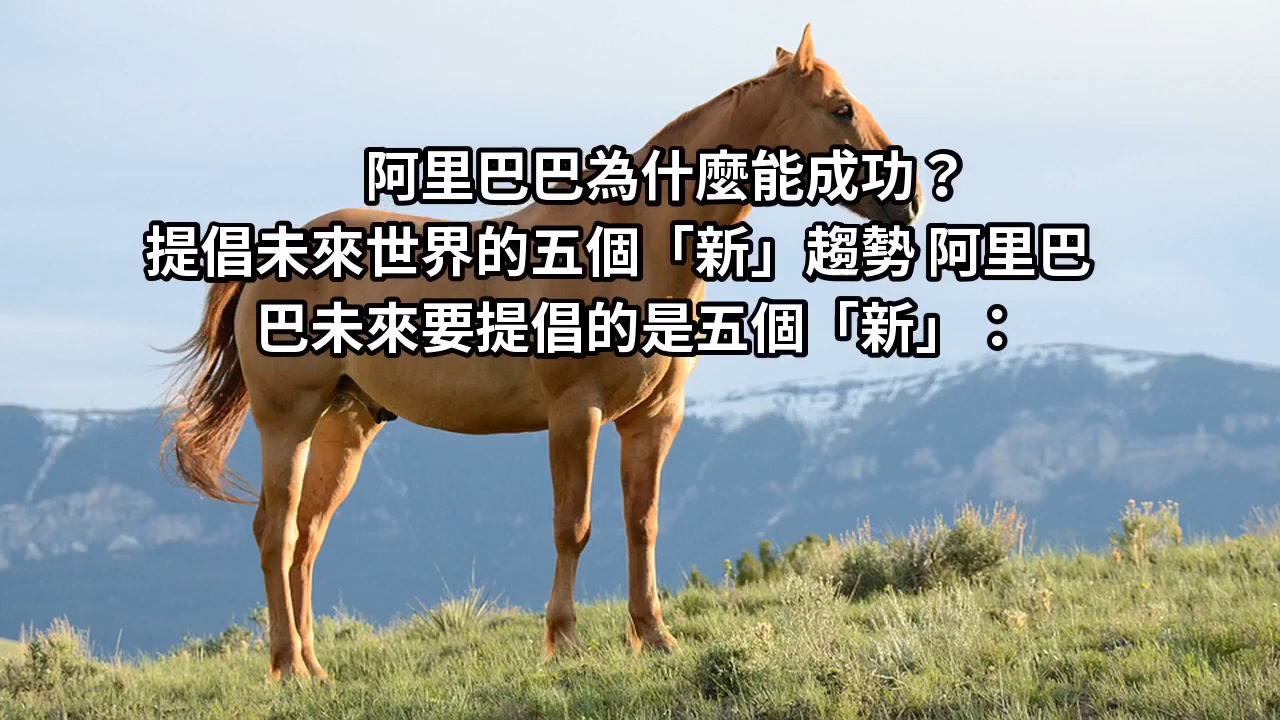 阿里巴巴為什麼能成功？
提倡未來世界的五個「新」趨勢 阿里巴
巴未來要提倡的是五個「新」：